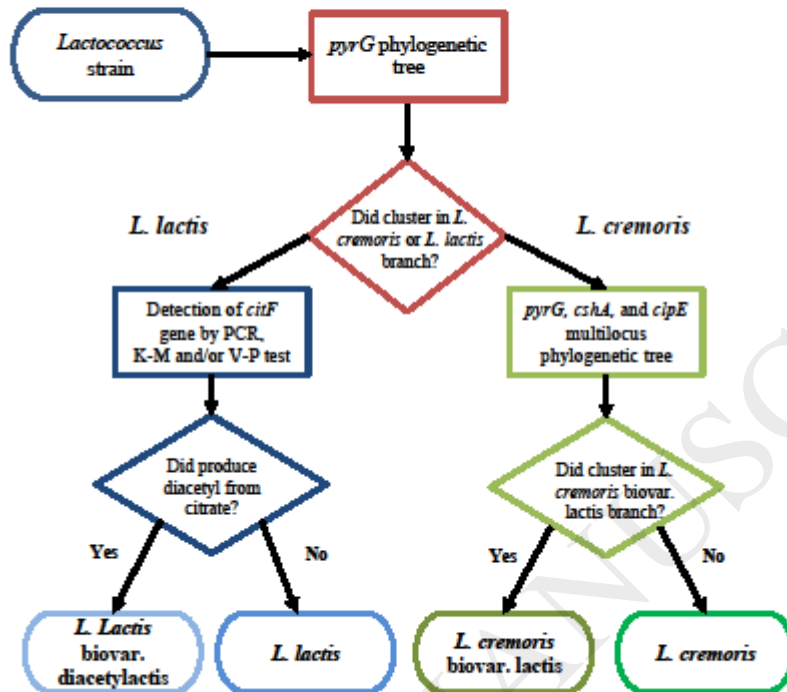 Lactococcus
strain
pyrG phylogenetic
tree
Did cluster in L.
cremoris or L. lactis
branch?
L. lactis
L. cremoris
Detection of citF
gene by PCR,
K-M and/or V-P test
pyrG, cshA, and clpE
multilocus
phylogenetic tree
Did produce
diacetyl from
citrate?
Did cluster in L.
cremoris biovar.
lactis branch?
Yes
No
Yes
No
L. Lactis
biovar.
diacetylactis
L. lactis
L. cremoris
biovar. lactis
L. cremoris
ANUSC